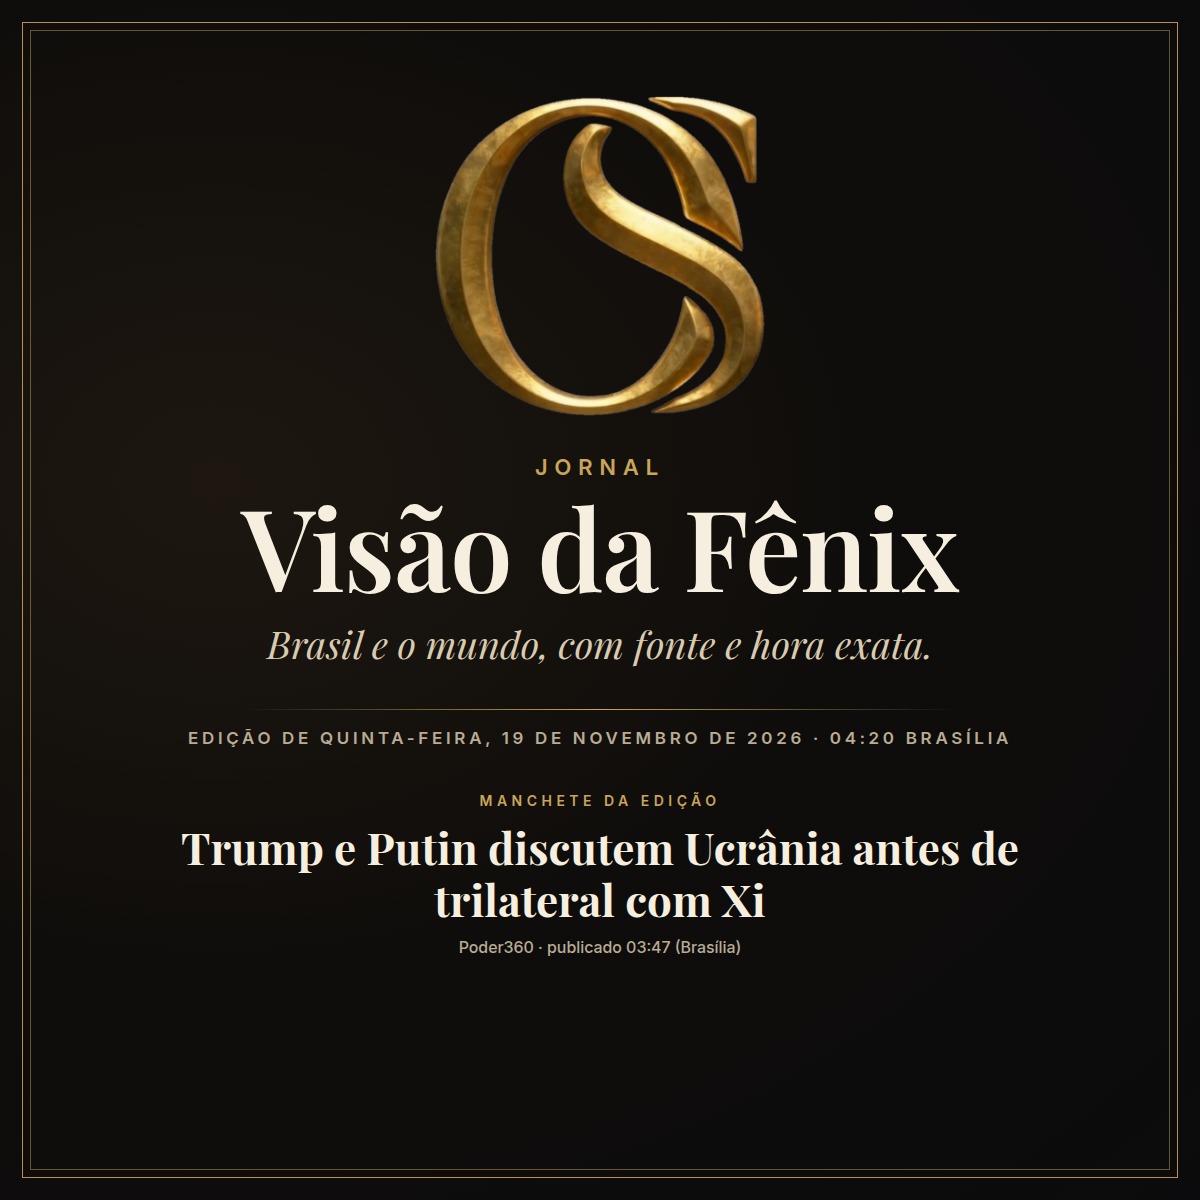 CS
JORNAL
Visão da Fênix
Brasil e o mundo, com fonte e hora exata.
EDIÇÃO DE QUINTA-FEIRA, 19 DE NOVEMBRO DE 2026 · 04:20 BRASÍLIA
MANCHETE DA EDIÇÃO
Trump e Putin discutem Ucrânia antes de
trilateral com Xi
Poder360 · publicado 03:47 (Brasília)